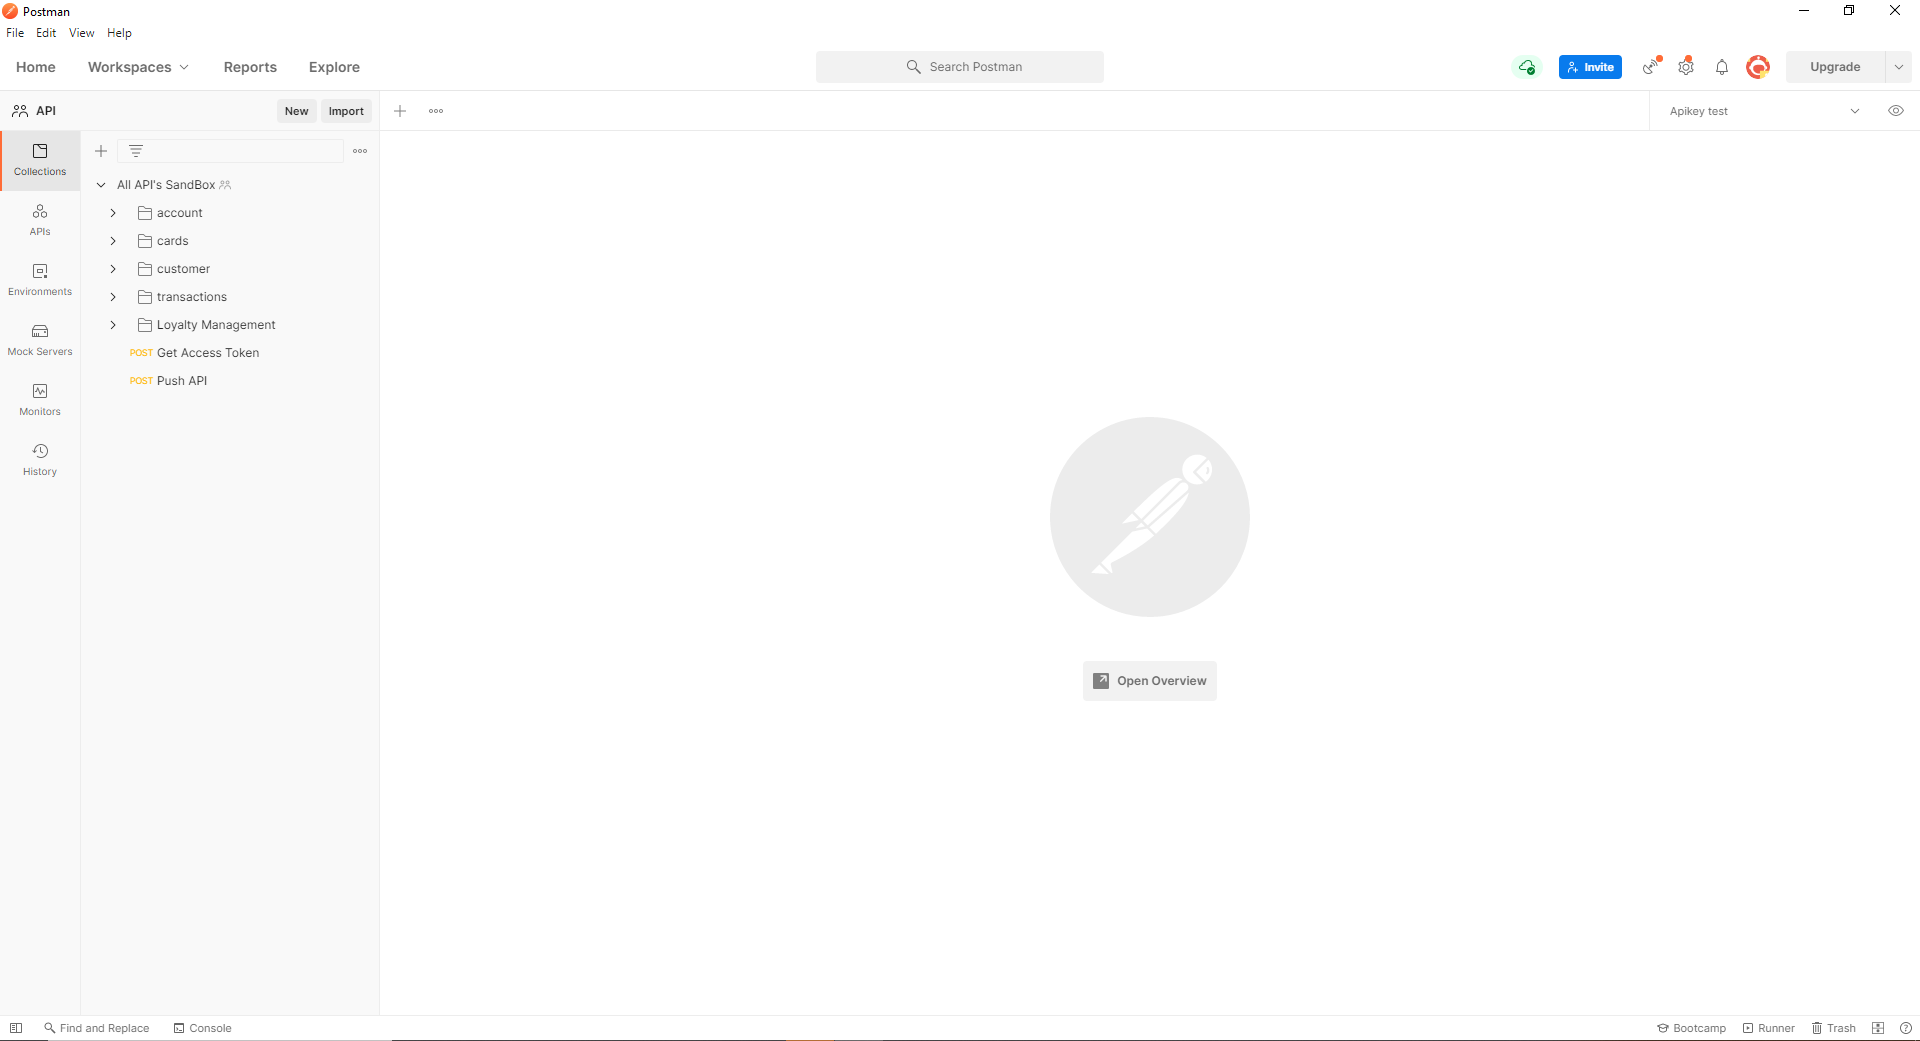 Postman
File Edit View Help
Home Workspaces Reports Explore Search Postman Invite Upgrade
API New Import Apikey test
Collections
All API's SandBox
account
APIs
cards
customer
Environments
transactions
Loyalty Management
Mock Servers
POST Get Access Token
POST Push API
Monitors
History
Open Overview
Find and Replace Console Bootcamp Runner Trash